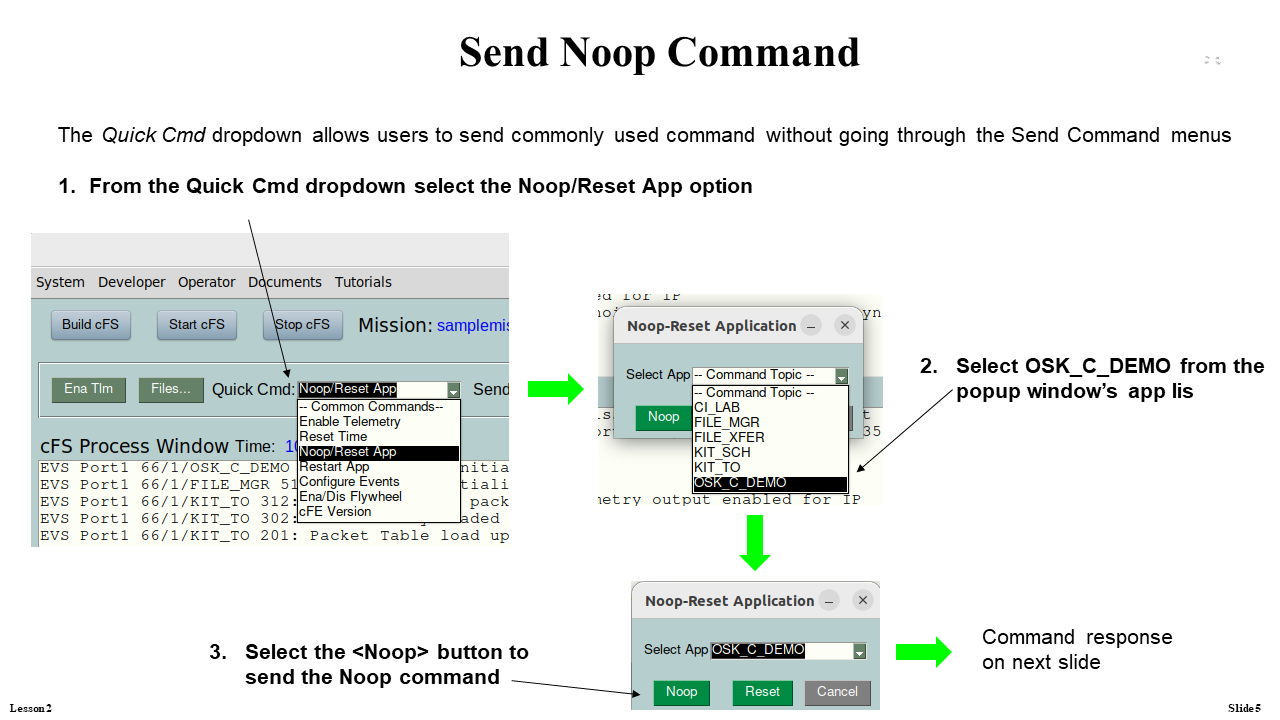 Send Noop Command
The Quick Cmd dropdown allows users to send commonly used command without going through the Send Command menus
1. From the Quick Cmd dropdown select the Noop/Reset App option
System Developer Operator Documents Tutorials
Build cFS Start cFS Stop cFS Mission: samplemis
Ena Tlm Files... Quick Cmd: Noop/Reset App Send
-- Common Commands--
Enable Telemetry
Reset Time
Noop/Reset App
Restart App
Configure Events
Ena/Dis Flywheel
cFE Version
cFS Process Window Time: 10
EVS Port1 66/1/OSK_C_DEMO nitia
EVS Port1 66/1/FILE_MGR 51 tiali
EVS Port1 66/1/KIT_TO 312: pack
EVS Port1 66/1/KIT_TO 302: aded
EVS Port1 66/1/KIT_TO 201: Packet Table load up
ed for IP
Noop-Reset Application
Select App -- Command Topic --
-- Command Topic --
CI_LAB
FILE_MGR
FILE_XFER
KIT_SCH
KIT_TO
OSK_C_DEMO
Noop
yn
35
metry output enabled for IP
2. Select OSK_C_DEMO from the
popup window’s app lis
Noop-Reset Application
Select App OSK_C_DEMO
Noop Reset Cancel
3. Select the <Noop> button to
send the Noop command
Command response
on next slide
Lesson 2
Slide 5